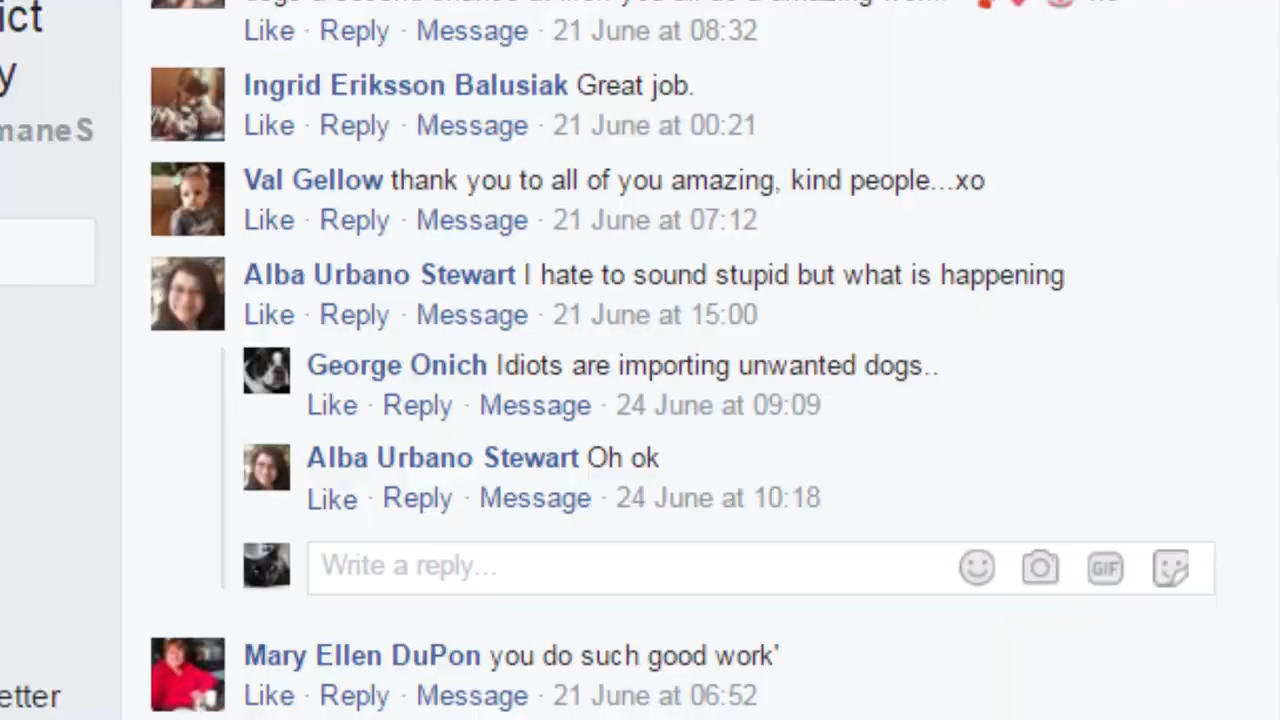 ict
y
maneS
etter
Like · Reply · Message · 21 June at 08:32
Ingrid Eriksson Balusiak Great job.
Like · Reply · Message · 21 June at 00:21
Val Gellow thank you to all of you amazing, kind people...xo
Like · Reply · Message · 21 June at 07:12
Alba Urbano Stewart I hate to sound stupid but what is happening
Like · Reply · Message · 21 June at 15:00
George Onich Idiots are importing unwanted dogs..
Like · Reply · Message · 24 June at 09:09
Alba Urbano Stewart Oh ok
Like · Reply · Message · 24 June at 10:18
Write a reply...
GIF
Mary Ellen DuPon you do such good work'
Like · Reply · Message · 21 June at 06:52